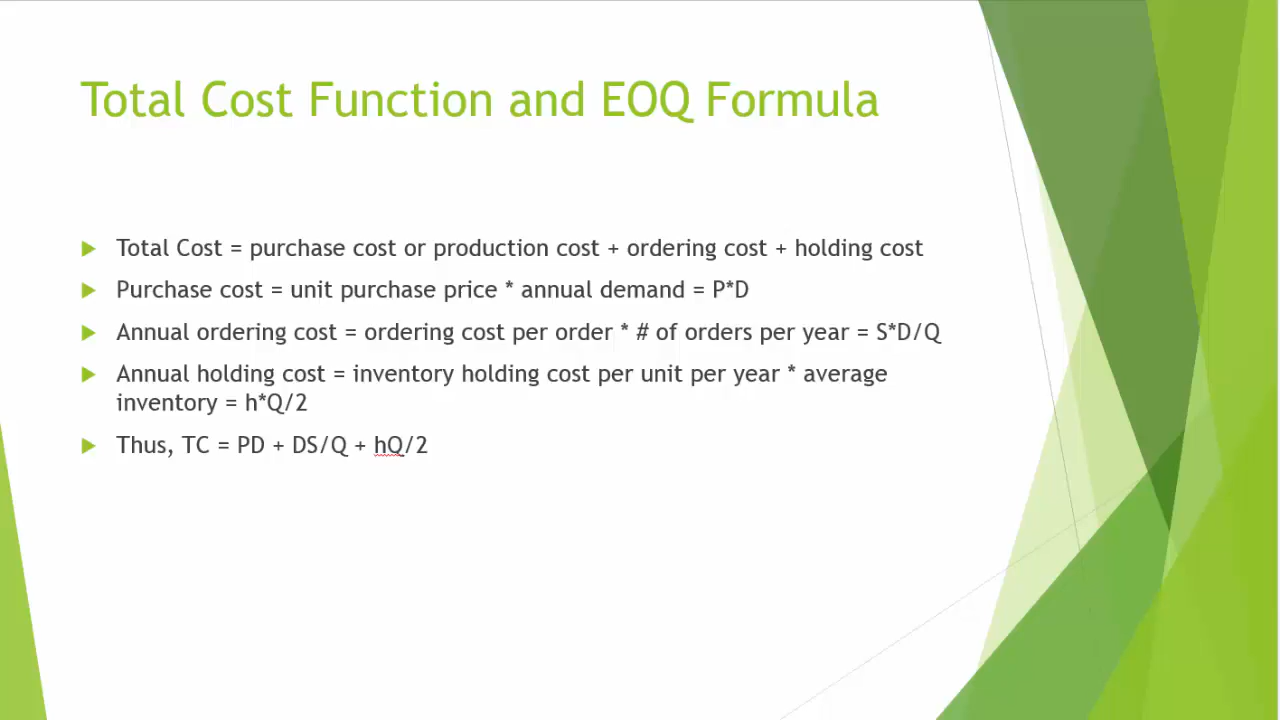 Total Cost Function and EOQ Formula
Total Cost = purchase cost or production cost + ordering cost + holding cost
Purchase cost = unit purchase price * annual demand = P*D
Annual ordering cost = ordering cost per order * # of orders per year = S*D/Q
Annual holding cost = inventory holding cost per unit per year * average
inventory = h*Q/2
Thus, TC = PD + DS/Q + hQ/2